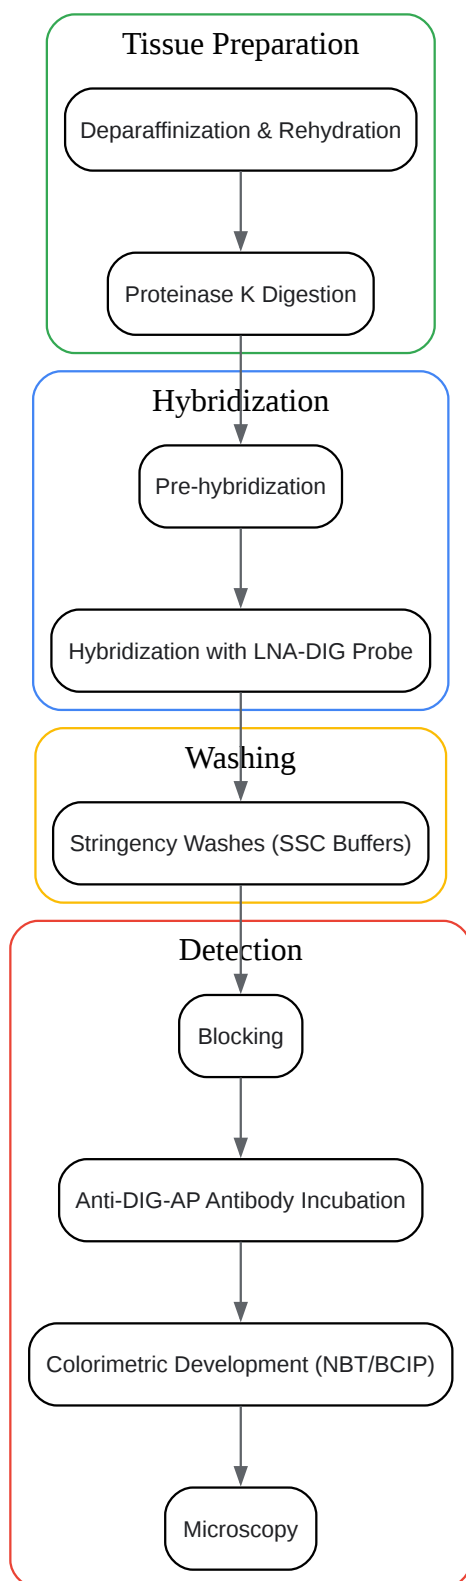 Tissue Preparation
Deparaffinization & Rehydration
Proteinase K Digestion
Hybridization
Pre-hybridization
Hybridization with LNA-DIG Probe
Washing
Stringency Washes (SSC Buffers)
Detection
Blocking
Anti-DIG-AP Antibody Incubation
Colorimetric Development (NBT/BCIP)
Microscopy